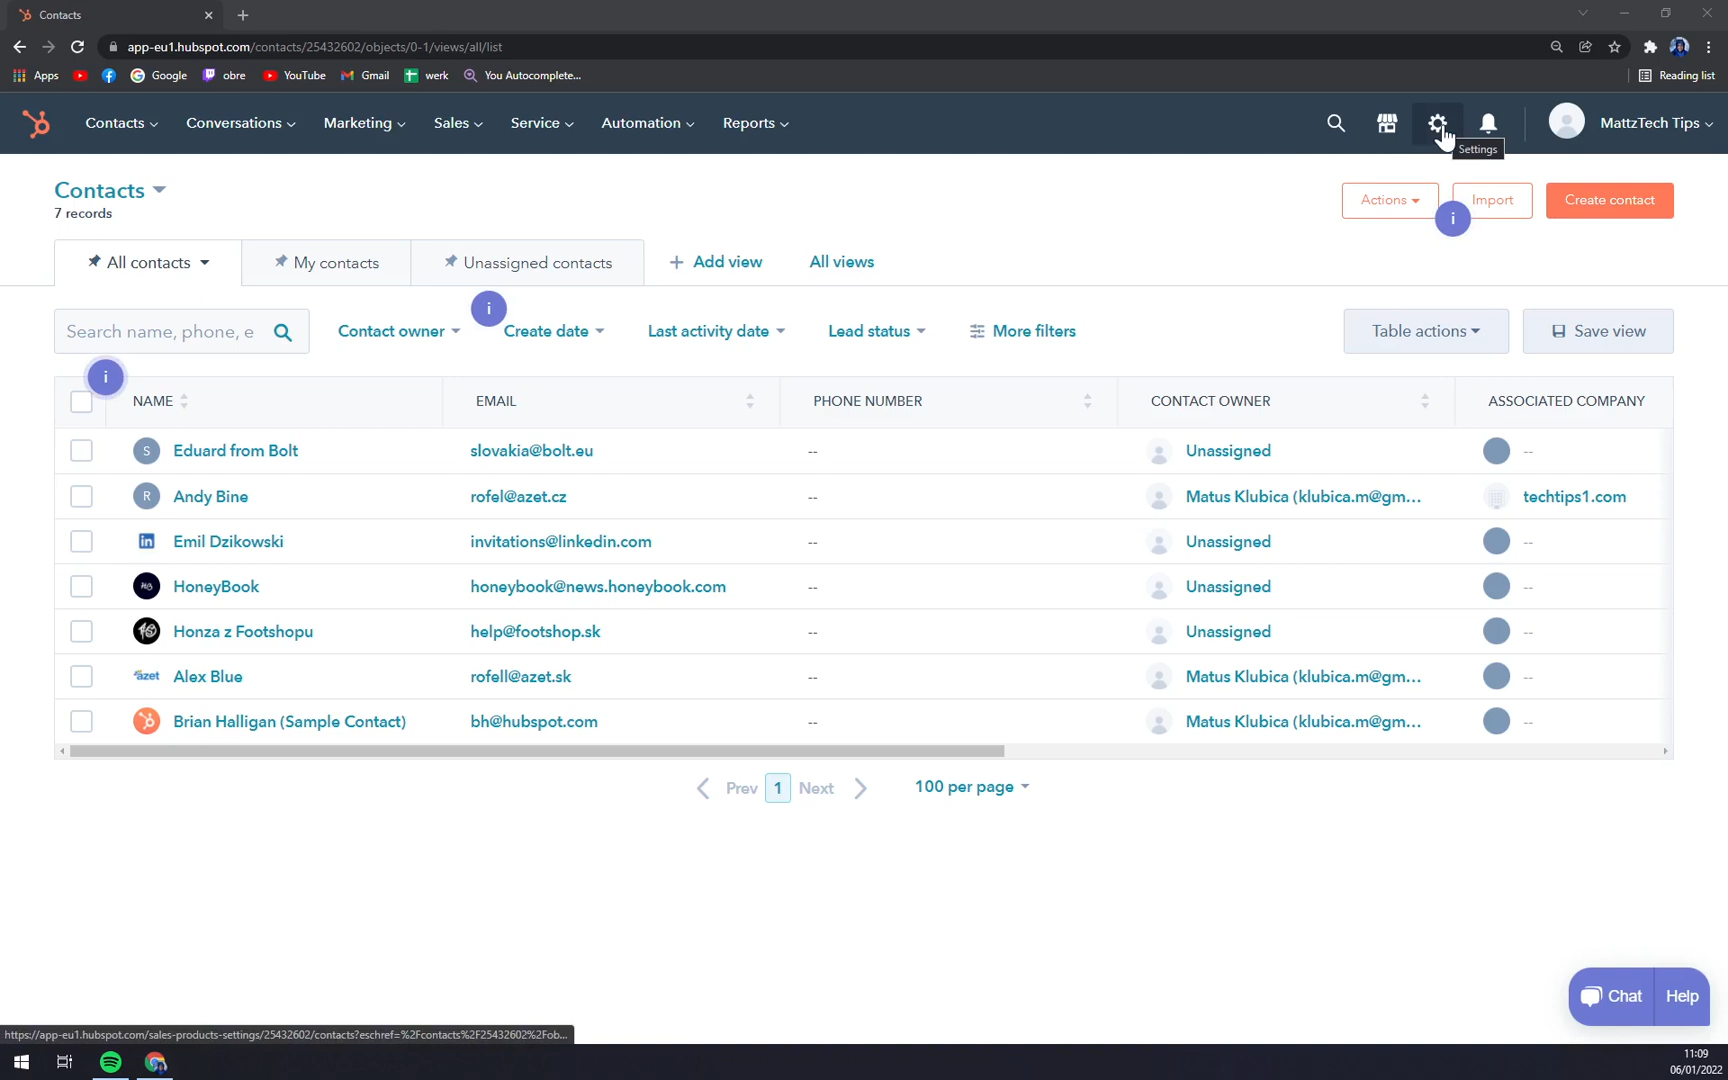 Contacts
app-eu1.hubspot.com/contacts/25432602/objects/0-1/views/all/list
Apps Google obre YouTube Gmail werk You Autocomplete... Reading list
Contacts Conversations Marketing Sales Service Automation Reports MattzTech Tips
Settings
Contacts
7 records
Actions Import Create contact
i
All contacts My contacts Unassigned contacts + Add view All views
i
Search name, phone, e Contact owner Create date Last activity date Lead status More filters Table actions Save view
i
NAME EMAIL PHONE NUMBER CONTACT OWNER ASSOCIATED COMPANY
S Eduard from Bolt slovakia@bolt.eu -- Unassigned --
R Andy Bine rofel@azet.cz -- Matus Klubica (klubica.m@gm... techtips1.com
in Emil Dzikowski invitations@linkedin.com -- Unassigned --
HB HoneyBook honeybook@news.honeybook.com -- Unassigned --
Honza z Footshopu help@footshop.sk -- Unassigned --
azet Alex Blue rofell@azet.sk -- Matus Klubica (klubica.m@gm... --
Brian Halligan (Sample Contact) bh@hubspot.com -- Matus Klubica (klubica.m@gm... --
Prev 1 Next 100 per page
Chat Help
https://app-eu1.hubspot.com/sales-products-settings/25432602/contacts?eschref=%2Fcontacts%2F25432602%2Fob...
11:09
06/01/2022